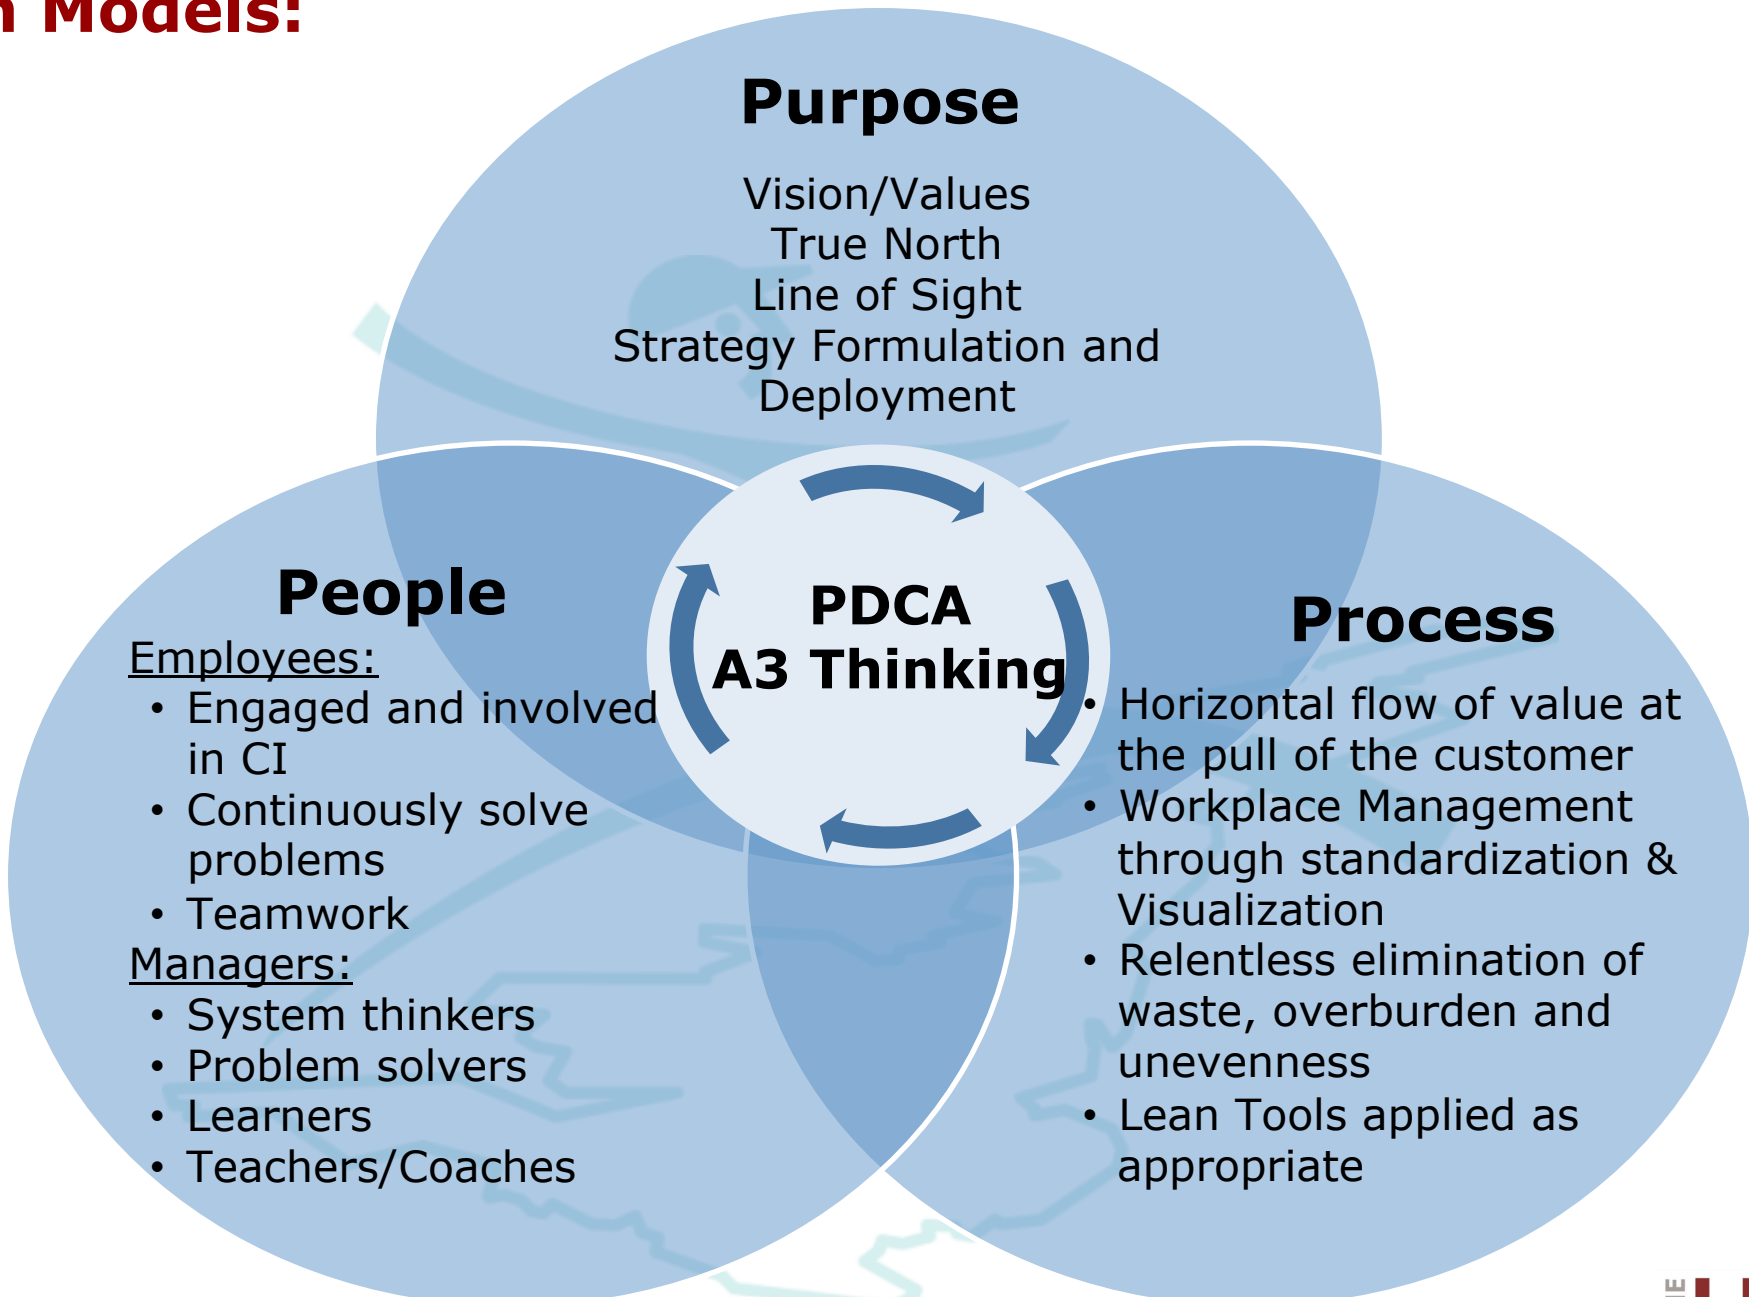 Models:
Purpose
Vision/Values
True North
Line of Sight
Strategy Formulation and
Deployment
People
Employees:
• Engaged and involved
in CI
• Continuously solve
problems
• Teamwork
Managers:
• System thinkers
• Problem solvers
• Learners
• Teachers/Coaches
PDCA
A3 Thinking
Process
• Horizontal flow of value at
the pull of the customer
• Workplace Management
through standardization &
Visualization
• Relentless elimination of
waste, overburden and
unevenness
• Lean Tools applied as
appropriate